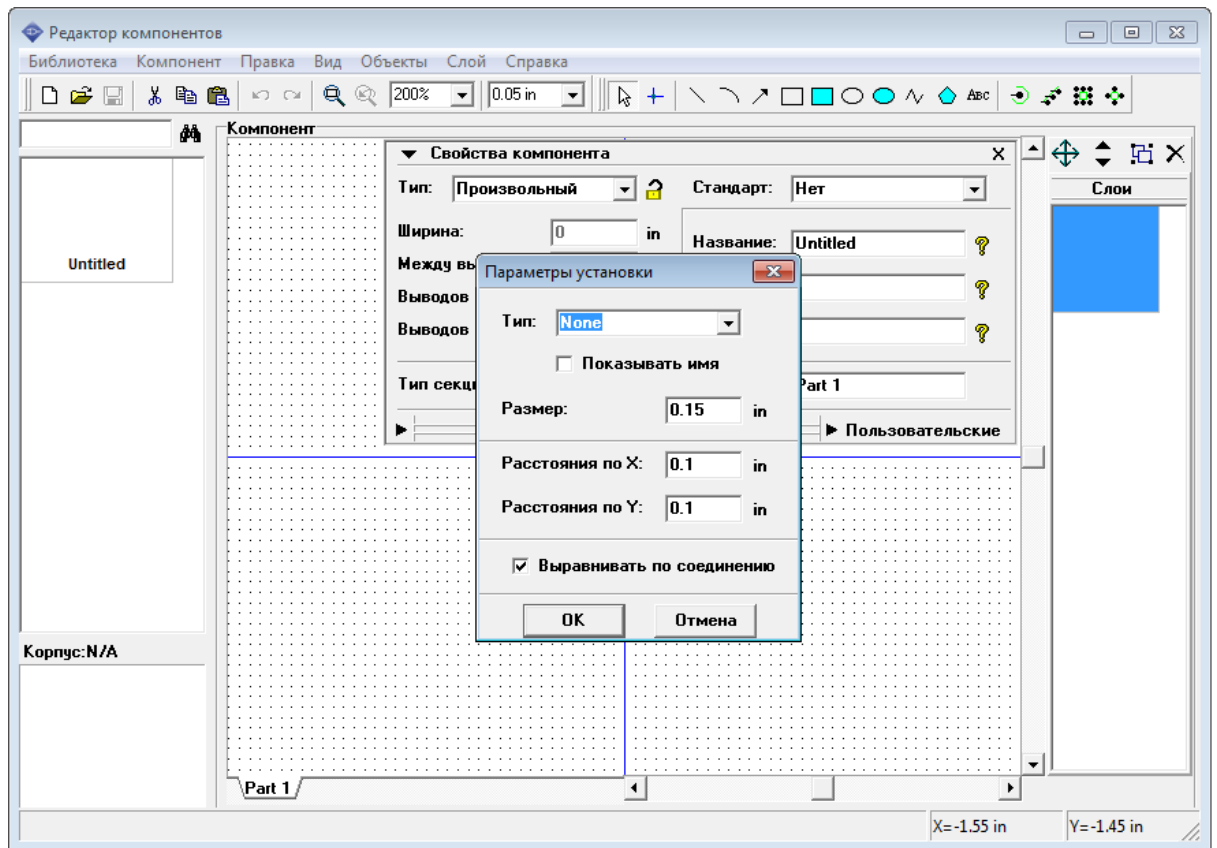 Редактор компонентов
Библиотека Компонент Правка Вид Объекты Слой Справка
200% 0.05 in ABC
Компонент
Свойства компонента X
Слои
Тип: Произвольный Стандарт: Нет
Ширина: 0 in
Название: Untitled
Между вы
Выводов
Выводов
Тип секц
Part 1
Пользовательские
Untitled
Параметры установки
Тип: None
Показывать имя
Размер: 0.15 in
Расстояния по X: 0.1 in
Расстояния по Y: 0.1 in
Выравнивать по соединению
OK Отмена
Корпус:N/A
Part 1
X=-1.55 in Y=-1.45 in